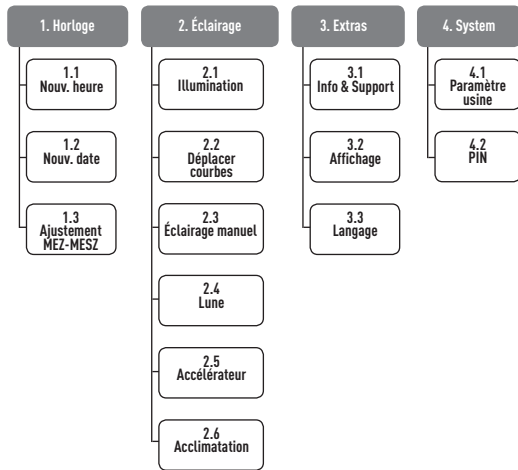 1. Horloge
1.1
Nouv. heure
1.2
Nouv. date
1.3
Ajustement
MEZ-MESZ
2. Éclairage
2.1
Illumination
2.2
Déplacer
courbes
2.3
Éclairage manuel
2.4
Lune
2.5
Accélérateur
2.6
Acclimatation
3. Extras
3.1
Info & Support
3.2
Affichage
3.3
Langage
4. System
4.1
Paramètre
usine
4.2
PIN